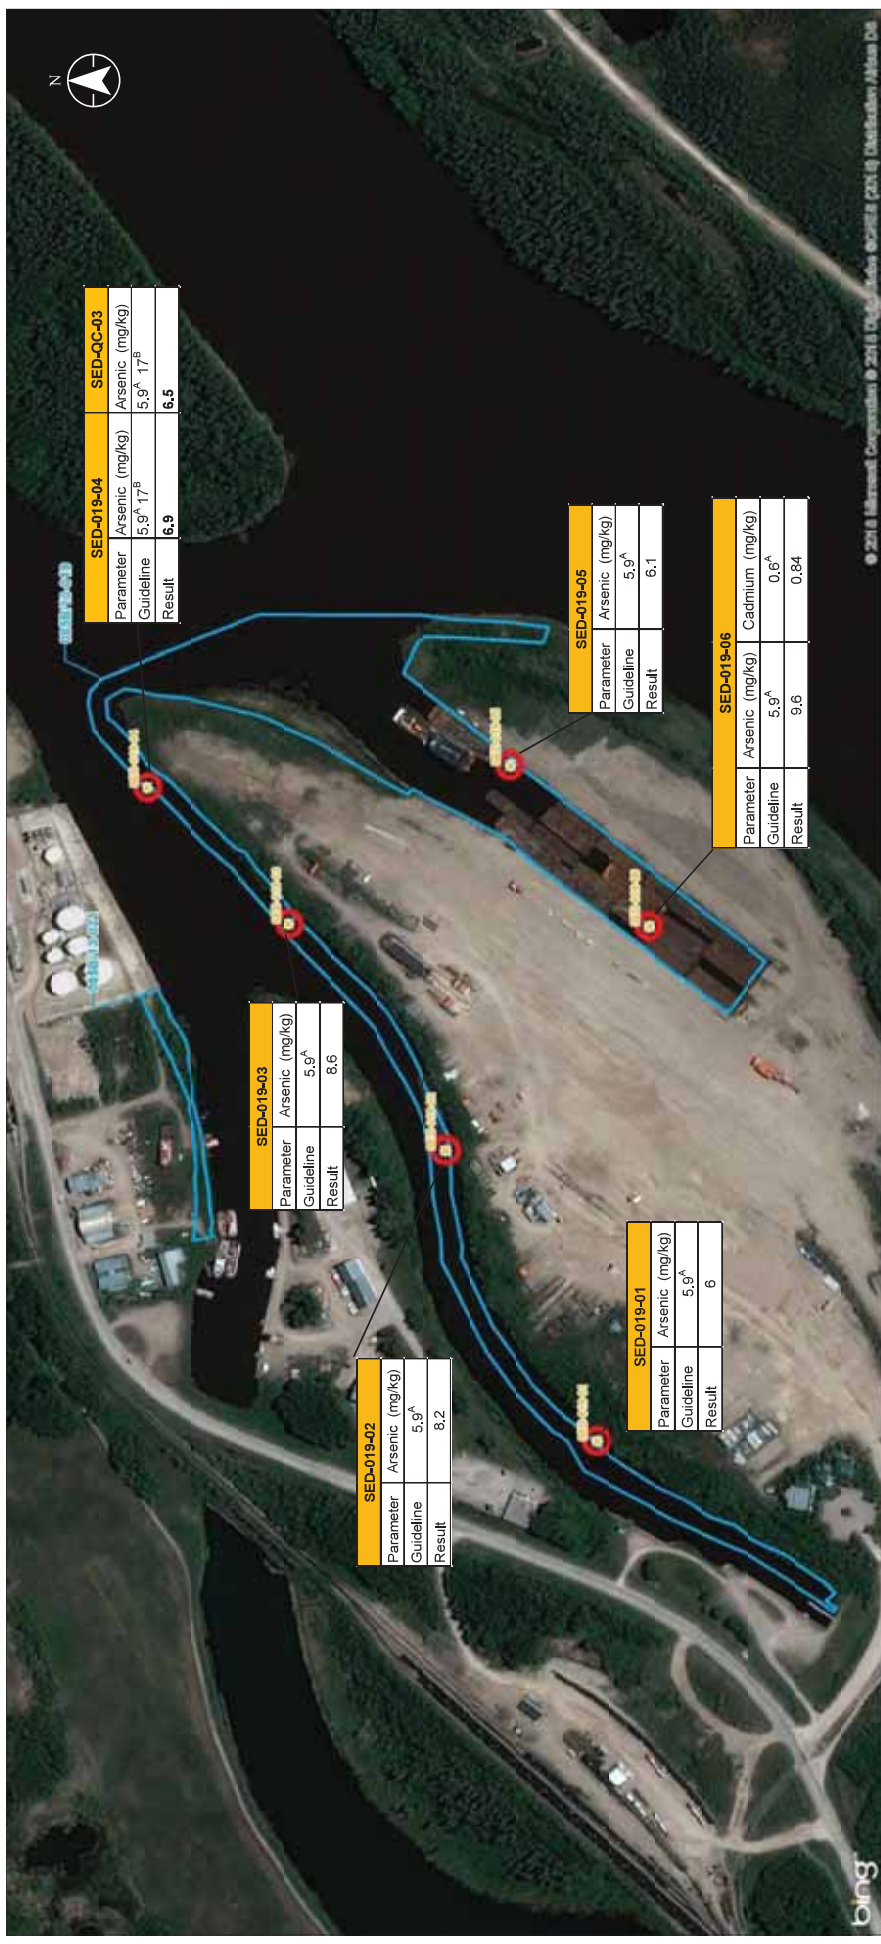 N
SED-019-04 SED-QC-03
Parameter Arsenic (mg/kg) Arsenic (mg/kg)
Guideline 5.9A 17B 5.9A 17B
Result 6.9 6.5
SED-019-03
Parameter Arsenic (mg/kg)
Guideline 5.9A
Result 8.6
SED-019-02
Parameter Arsenic (mg/kg)
Guideline 5.9A
Result 8.2
SED-019-05
Parameter Arsenic (mg/kg)
Guideline 5.9A
Result 6.1
SED-019-01
Parameter Arsenic (mg/kg)
Guideline 5.9A
Result 6
SED-019-06
Parameter Arsenic (mg/kg) Cadmium (mg/kg)
Guideline 5.9A 0.6A
Result 9.6 0.84
bing
© 2016 Microsoft Corporation © 2016